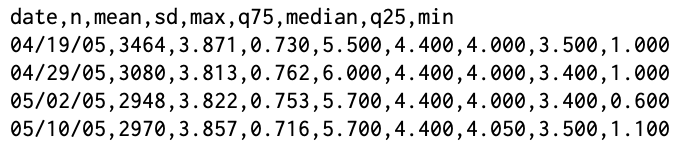 date,n,mean,sd,max,q75,median,q25,min
04/19/05,3464,3.871,0.730,5.500,4.400,4.000,3.500,1.000
04/29/05,3080,3.813,0.762,6.000,4.400,4.000,3.400,1.000
05/02/05,2948,3.822,0.753,5.700,4.400,4.000,3.400,0.600
05/10/05,2970,3.857,0.716,5.700,4.400,4.050,3.500,1.100